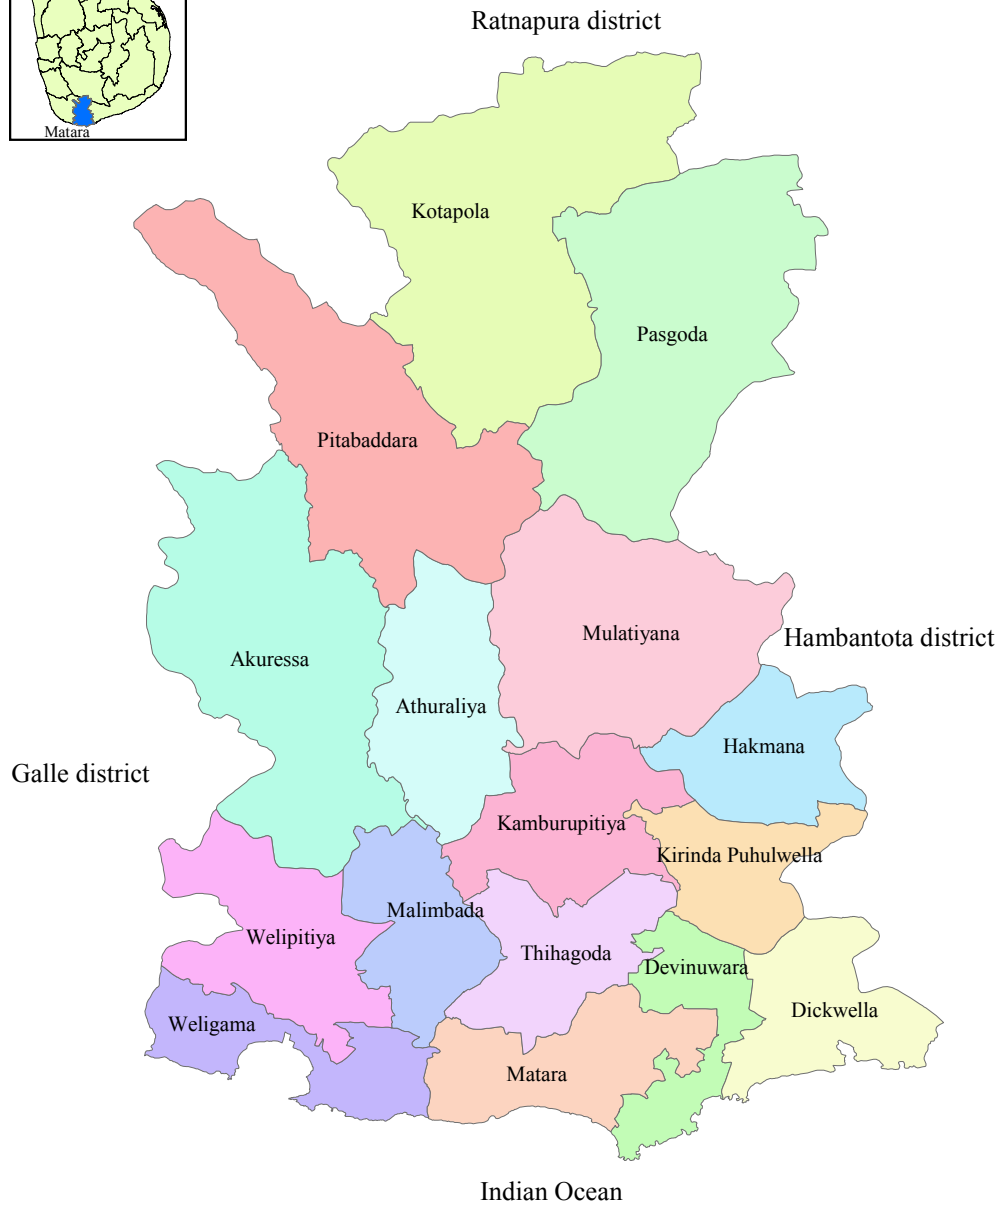 Ratnapura district
Matara
Kotapola
Pasgoda
Pitabaddara
Mulatiyana
Hambantota district
Akuressa
Athuraliya
Hakmana
Galle district
Kamburupitiya
Kirinda Puhulwella
Malimbada
Welipitiya
Thihagoda
Devinuwara
Dickwella
Weligama
Matara
Indian Ocean